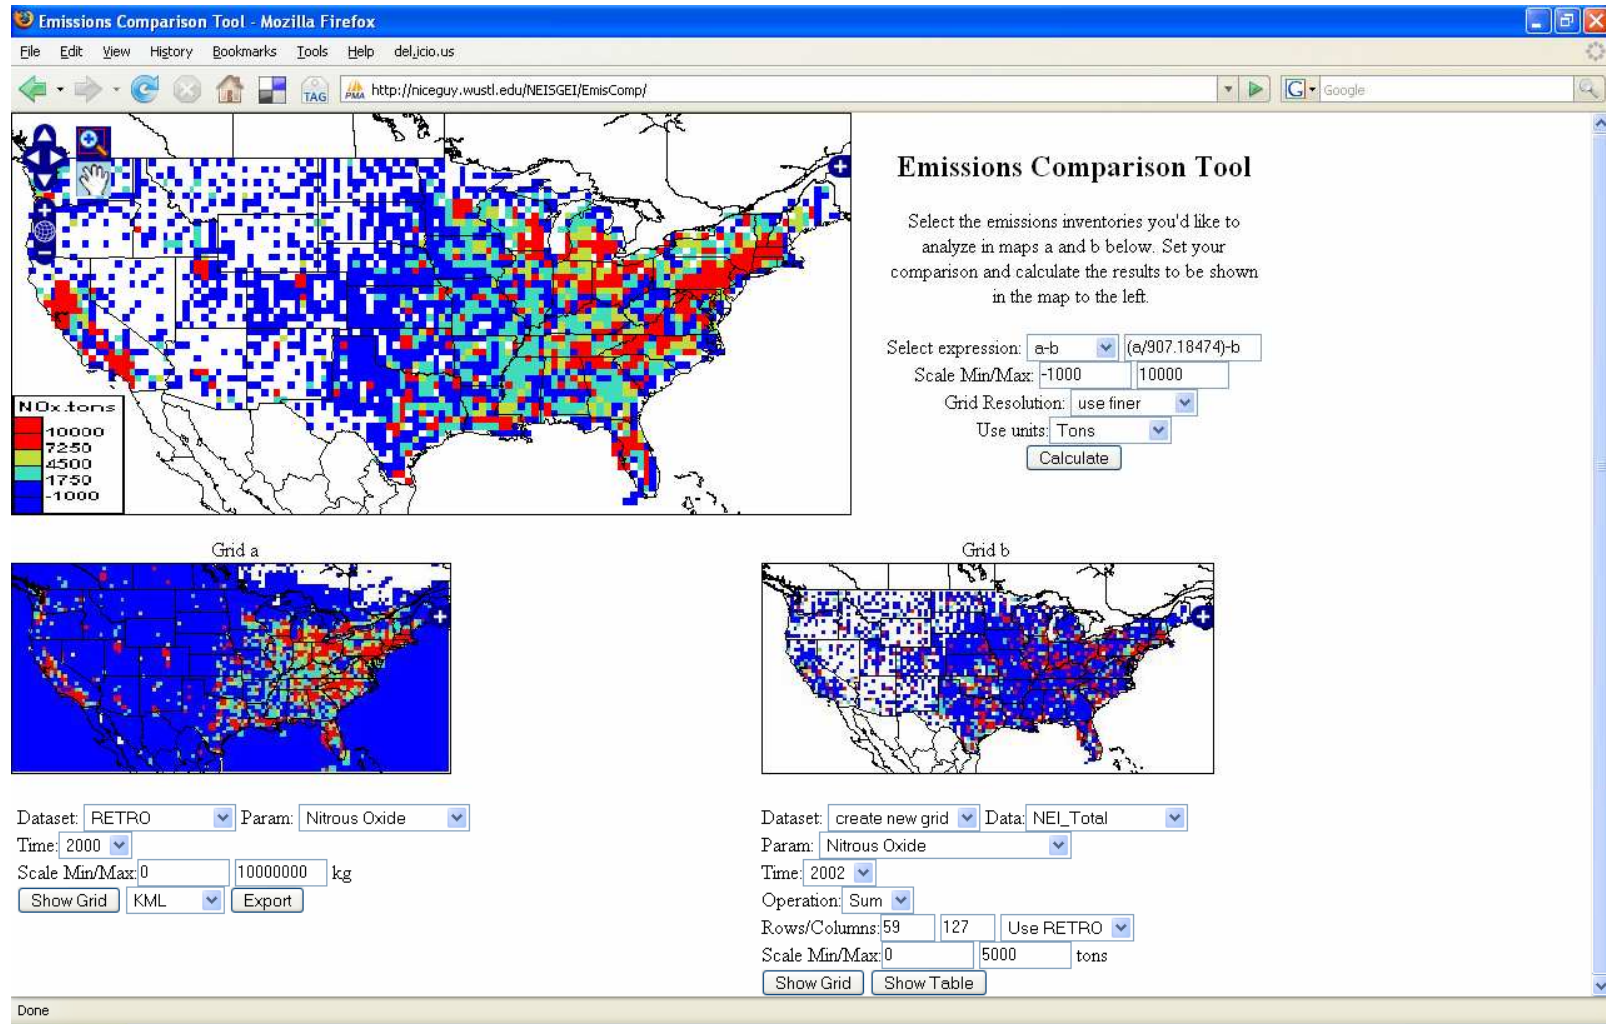 Emissions Comparison Tool - Mozilla Firefox
File Edit View History Bookmarks Tools Help del.icio.us
TAG PMA http://niceguy.wustl.edu/NEISGEI/EmisComp/ G Google
Emissions Comparison Tool
Select the emissions inventories you'd like to
analyze in maps a and b below. Set your
comparison and calculate the results to be shown
in the map to the left.
Select expression: a-b (a/907.18474)-b
Scale Min/Max: -1000 10000
Grid Resolution: use finer
Use units: Tons
Calculate
NOx.tons
10000
7250
4500
1750
-1000
Grid a
Dataset: RETRO Param: Nitrous Oxide
Time: 2000
Scale Min/Max: 0 10000000 kg
Show Grid KML Export
Grid b
Dataset: create new grid Data: NEI_Total
Param: Nitrous Oxide
Time: 2002
Operation: Sum
Rows/Columns: 59 127 Use RETRO
Scale Min/Max: 0 5000 tons
Show Grid Show Table
Done